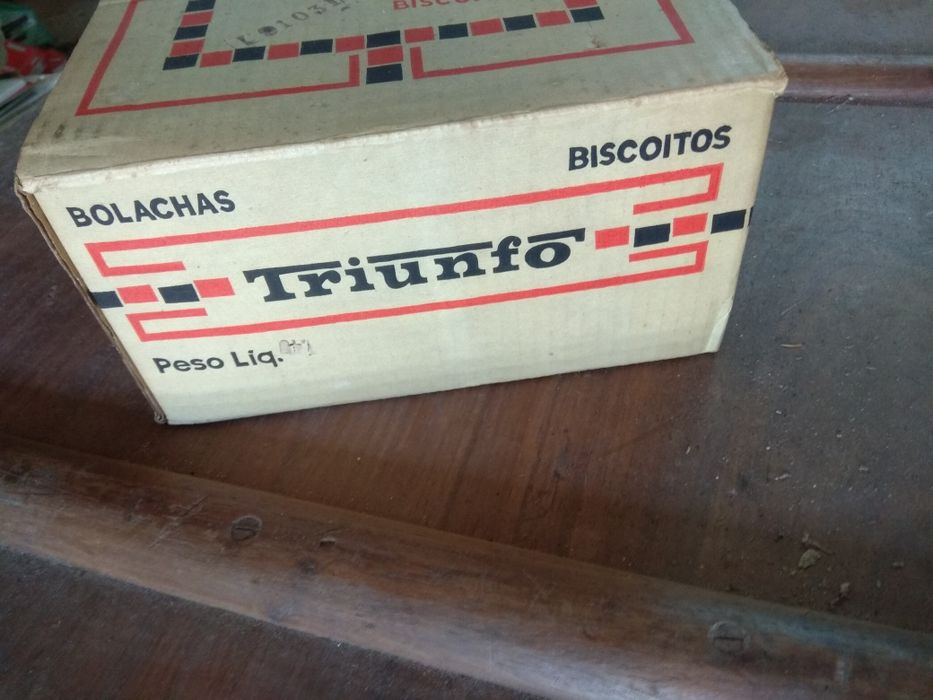 BOLACHAS
BISCOITOS
Triunfo
Peso Liq.